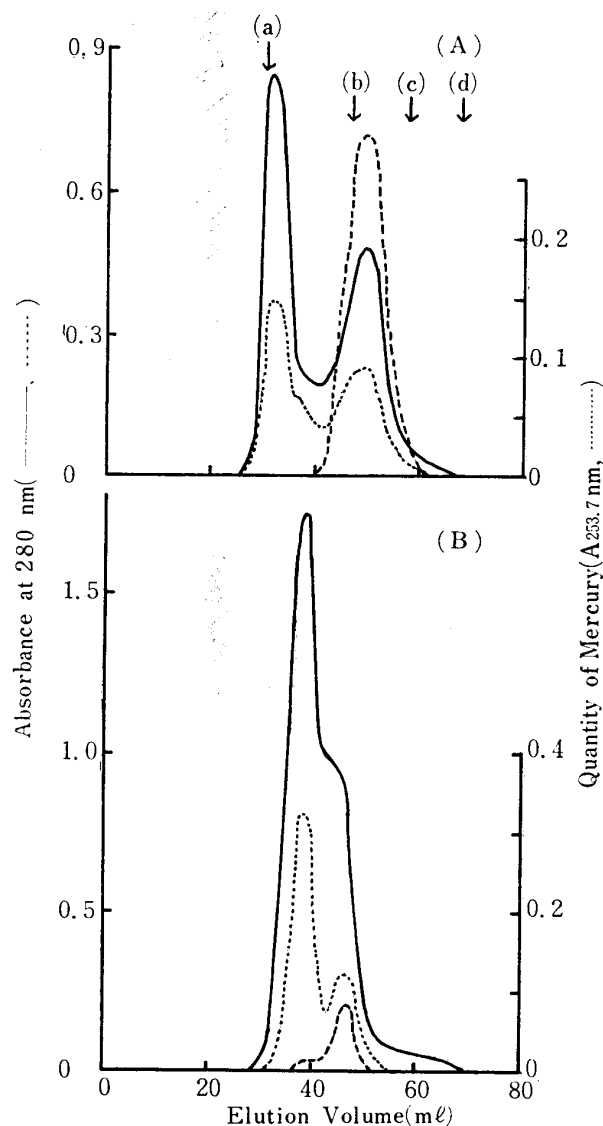 (a)
(A)
(b) (c) (d)
0.9
0.6
0.3
0
0.2
0.1
0
(B)
1.5
1.0
0.5
0
0.4
0.2
0
0 20 40 60 80
Elution Volume(mℓ)
Absorbance at 280 nm( ———, ……)
Quantity of Mercury(A253.7 nm, ………)